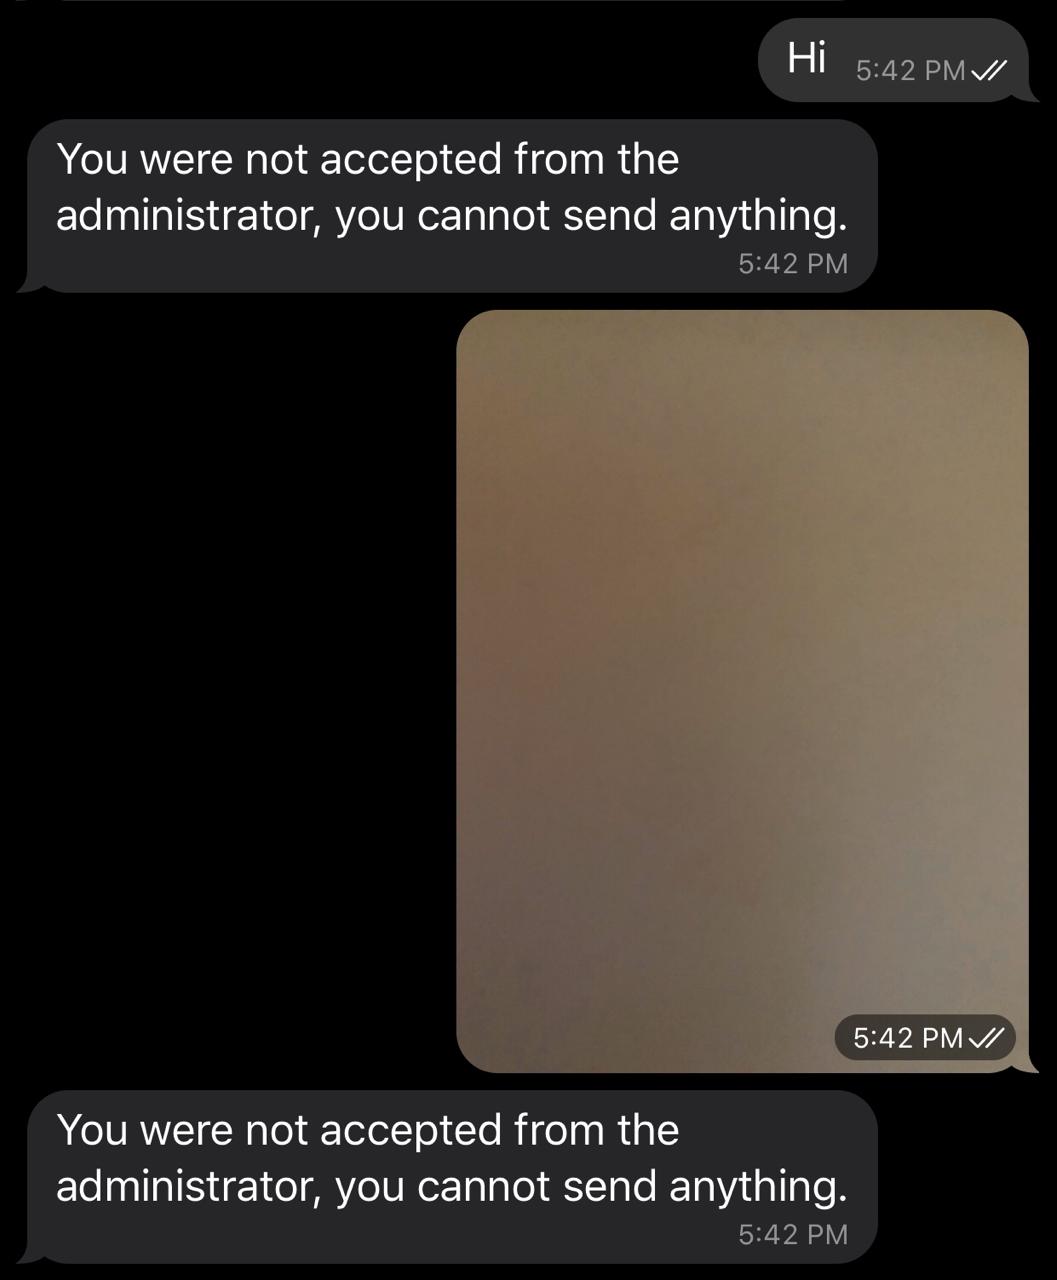 Hi 5:42 PM
You were not accepted from the
administrator, you cannot send anything.
5:42 PM
5:42 PM
You were not accepted from the
administrator, you cannot send anything.
5:42 PM